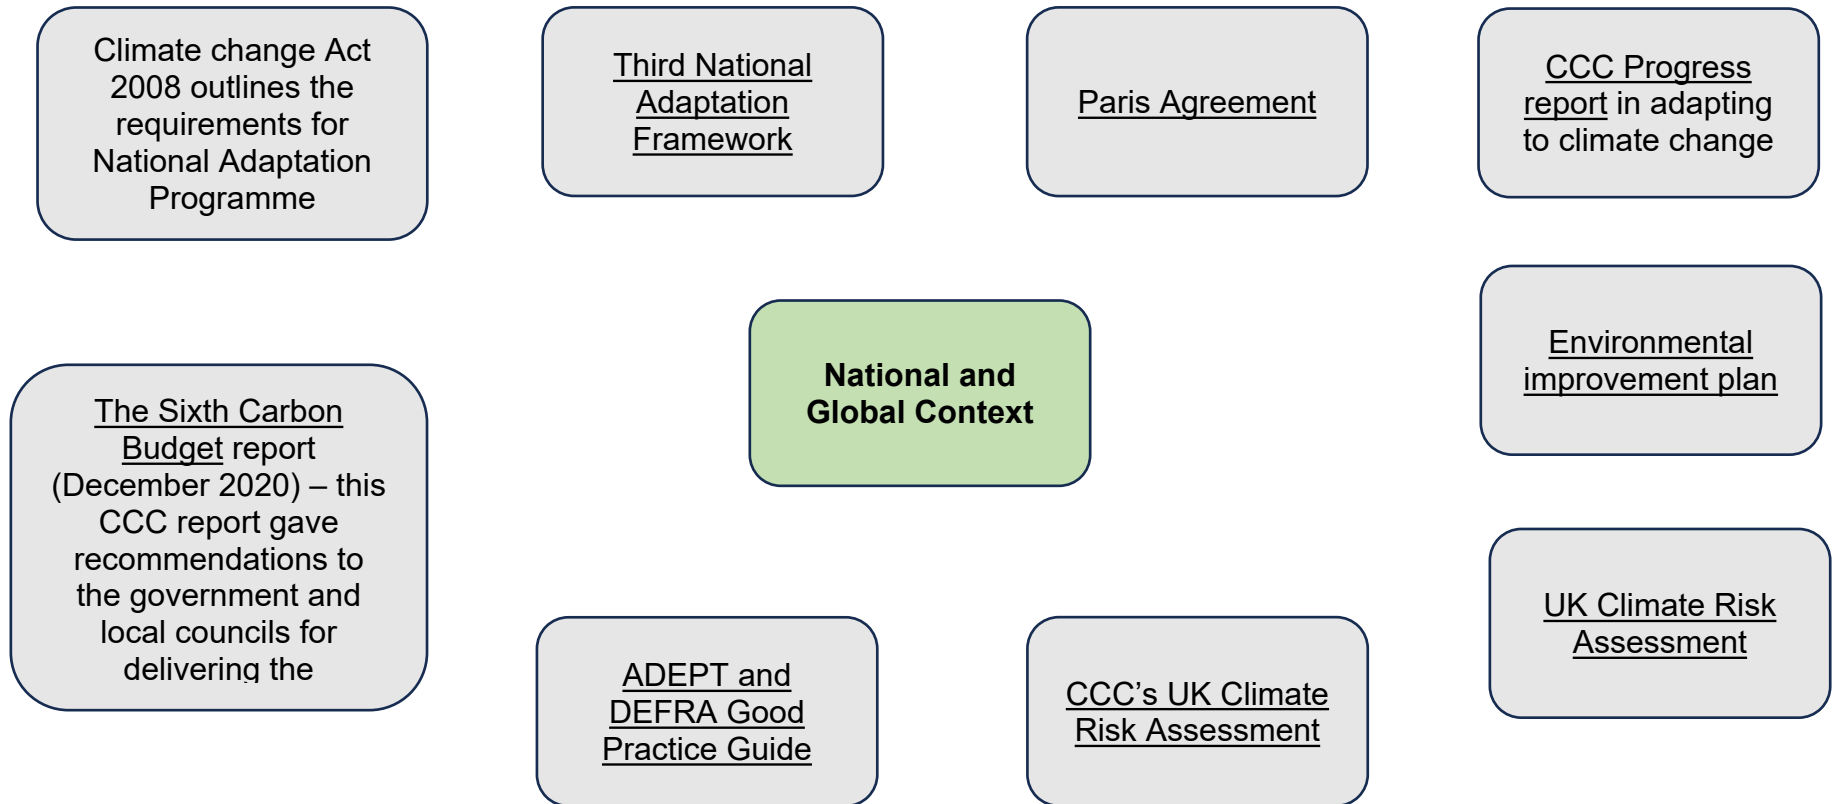 Climate change Act
2008 outlines the
requirements for
National Adaptation
Programme
Third National
Adaptation
Framework
Paris Agreement
CCC Progress
report in adapting
to climate change
National and
Global Context
Environmental
improvement plan
The Sixth Carbon
Budget report
(December 2020) – this
CCC report gave
recommendations to
the government and
local councils for
delivering the
UK Climate Risk
Assessment
ADEPT and
DEFRA Good
Practice Guide
CCC’s UK Climate
Risk Assessment